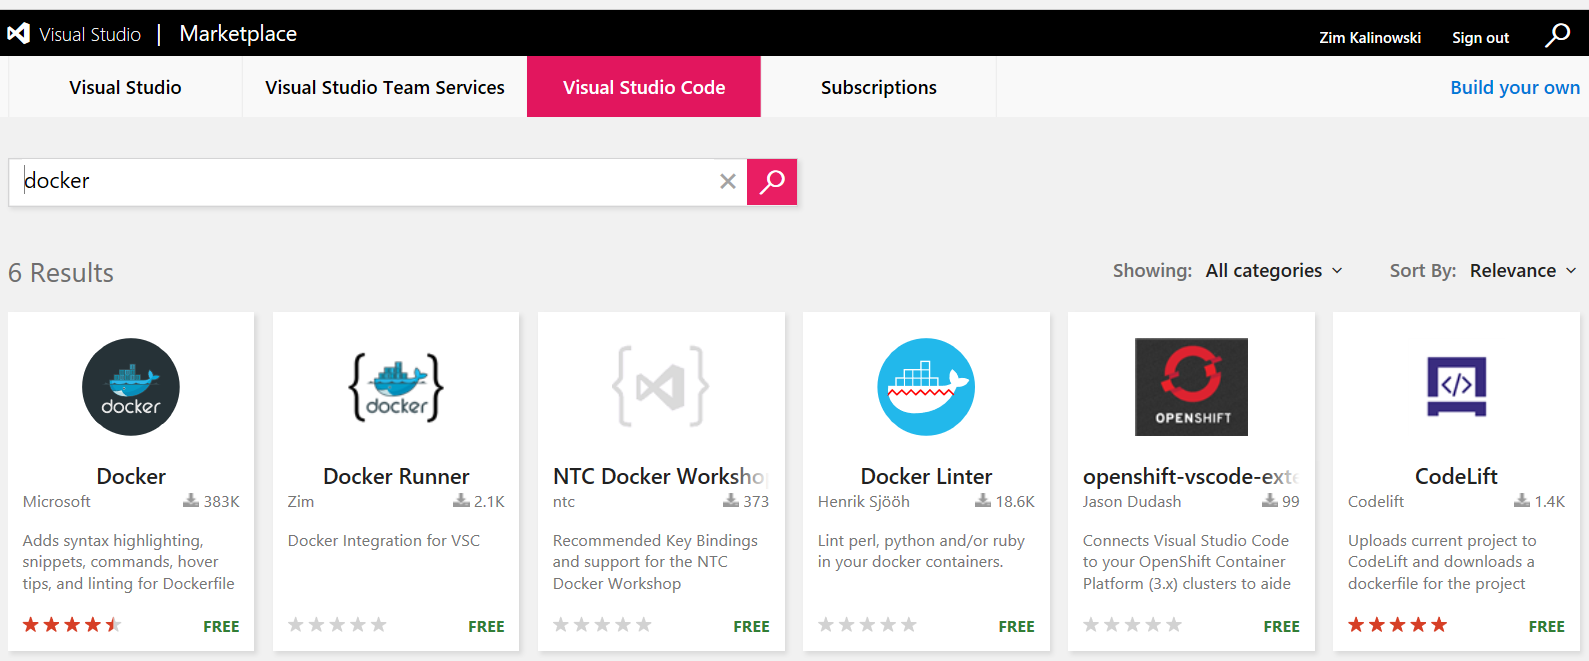 Visual Studio | Marketplace
Zim Kalinowski Sign out
Visual Studio Visual Studio Team Services Visual Studio Code Subscriptions Build your own
docker
6 Results Showing: All categories Sort By: Relevance
docker
Docker
Microsoft 383K
Adds syntax highlighting,
snippets, commands, hover
tips, and linting for Dockerfile
FREE
{docker}
Docker Runner
Zim 2.1K
Docker Integration for VSC
FREE
NTC Docker Worksho
ntc 373
Recommended Key Bindings
and support for the NTC
Docker Workshop
FREE
Docker Linter
Henrik Sjööh 18.6K
Lint perl, python and/or ruby
in your docker containers.
FREE
OPENSHIFT
openshift-vscode-exte
Jason Dudash 99
Connects Visual Studio Code
to your OpenShift Container
Platform (3.x) clusters to aide
FREE
</>
CodeLift
Codelift 1.4K
Uploads current project to
CodeLift and downloads a
dockerfile for the project
FREE